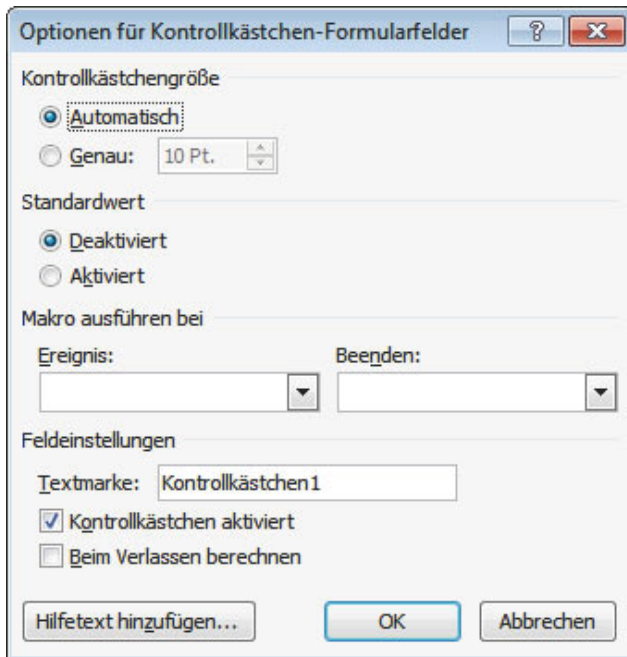 Optionen für Kontrollkästchen-Formularfelder
Kontrollkästchengröße
Automatisch
Genau: 10 Pt.
Standardwert
Deaktiviert
Aktiviert
Makro ausführen bei
Ereignis: Beenden:
Feldeinstellungen
Textmarke: Kontrollkästchen1
Kontrollkästchen aktiviert
Beim Verlassen berechnen
Hilfetext hinzufügen... OK Abbrechen